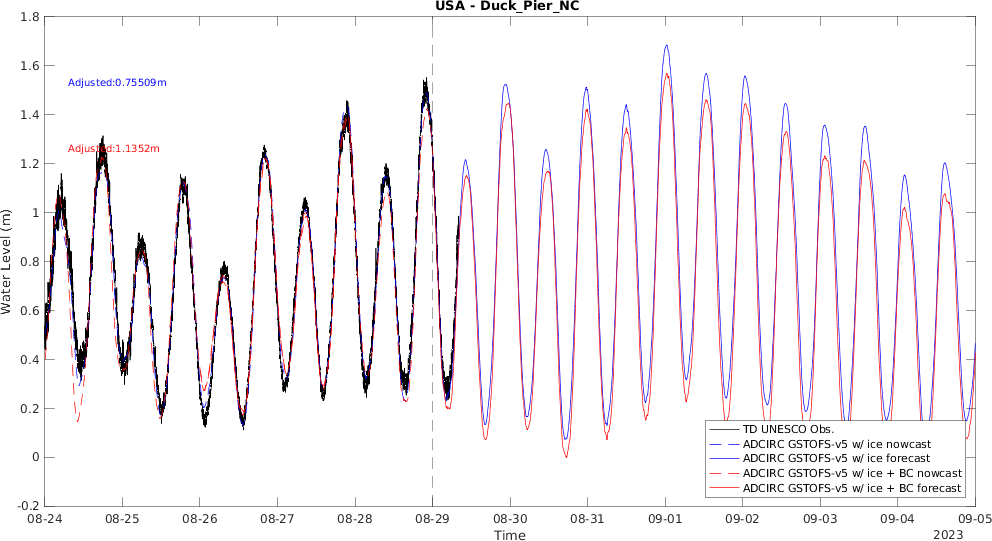 USA - Duck_Pier_NC
1.8
1.6
1.4
1.2
1
0.8
0.6
0.4
0.2
0
-0.2
Water Level (m)
Adjusted:0.75509m
Adjusted:1.1352m
TD UNESCO Obs.
ADCIRC GSTOFS-v5 w/ ice nowcast
ADCIRC GSTOFS-v5 w/ ice forecast
ADCIRC GSTOFS-v5 w/ ice + BC nowcast
ADCIRC GSTOFS-v5 w/ ice + BC forecast
08-24 08-25 08-26 08-27 08-28 08-29 08-30 08-31 09-01 09-02 09-03 09-04 09-05
Time
2023